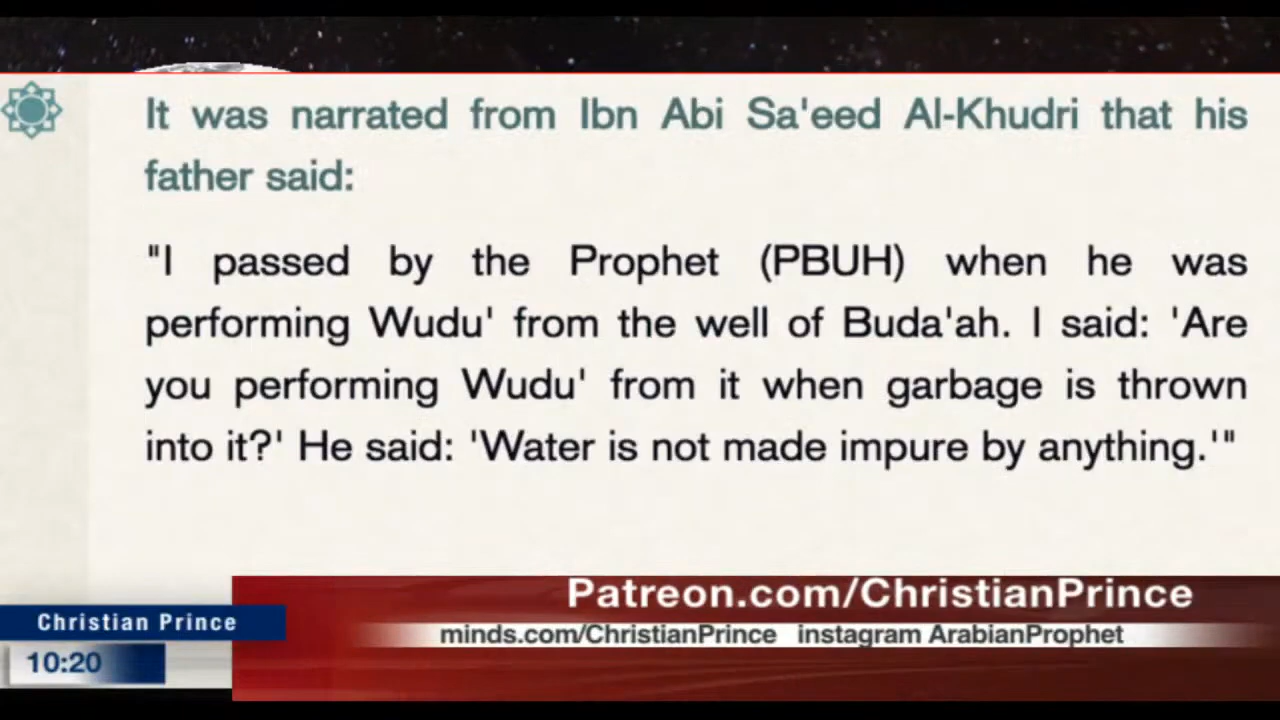 It was narrated from Ibn Abi Sa'eed Al-Khudri that his
father said:
"I passed by the Prophet (PBUH) when he was
performing Wudu' from the well of Buda'ah. I said: 'Are
you performing Wudu' from it when garbage is thrown
into it?' He said: 'Water is not made impure by anything.'"
Patreon.com/ChristianPrince
Christian Prince
minds.com/ChristianPrince instagram ArabianProphet
10:20